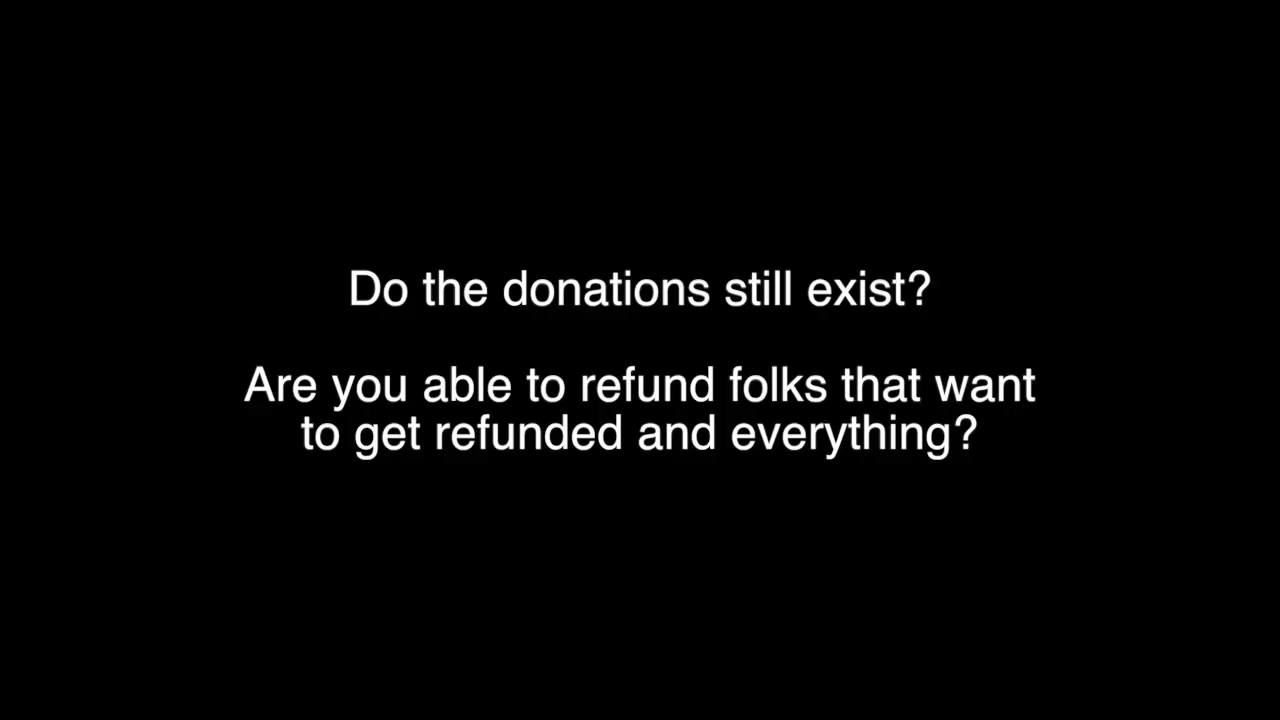 Do the donations still exist?
Are you able to refund folks that want
to get refunded and everything?